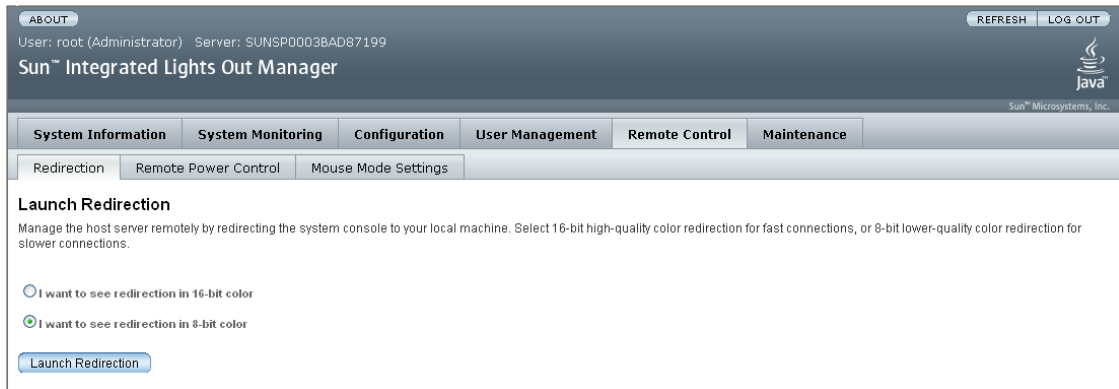 ABOUT
REFRESH LOG OUT
User: root (Administrator) Server: SUNSP0003BAD87199
Sun™ Integrated Lights Out Manager
Java™
Sun™ Microsystems, Inc.
System Information System Monitoring Configuration User Management Remote Control Maintenance
Redirection Remote Power Control Mouse Mode Settings
Launch Redirection
Manage the host server remotely by redirecting the system console to your local machine. Select 16-bit high-quality color redirection for fast connections, or 8-bit lower-quality color redirection for
slower connections.
I want to see redirection in 16-bit color
I want to see redirection in 8-bit color
Launch Redirection